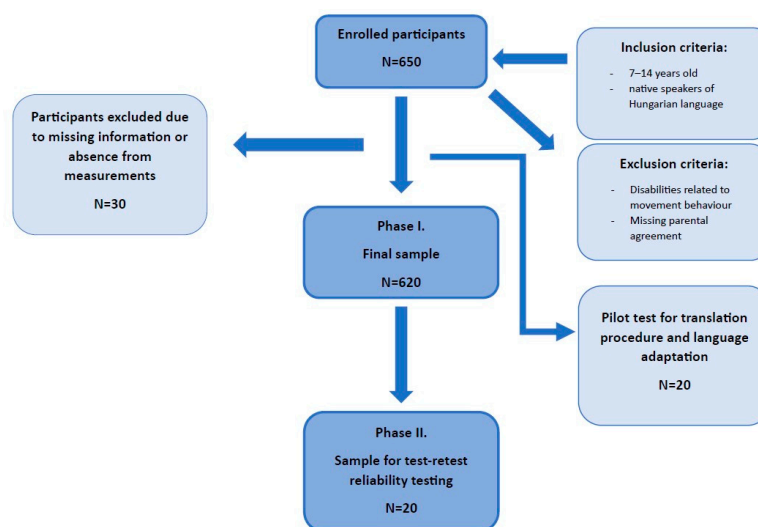 Enrolled participants
N=650
Inclusion criteria:
- 7–14 years old
- native speakers of
Hungarian language
Participants excluded due
to missing information or
absence from
measurements
N=30
Exclusion criteria:
- Disabilities related to
movement behaviour
- Missing parental
agreement
Phase I.
Final sample
N=620
Pilot test for translation
procedure and language
adaptation
N=20
Phase II.
Sample for test-retest
reliability testing
N=20